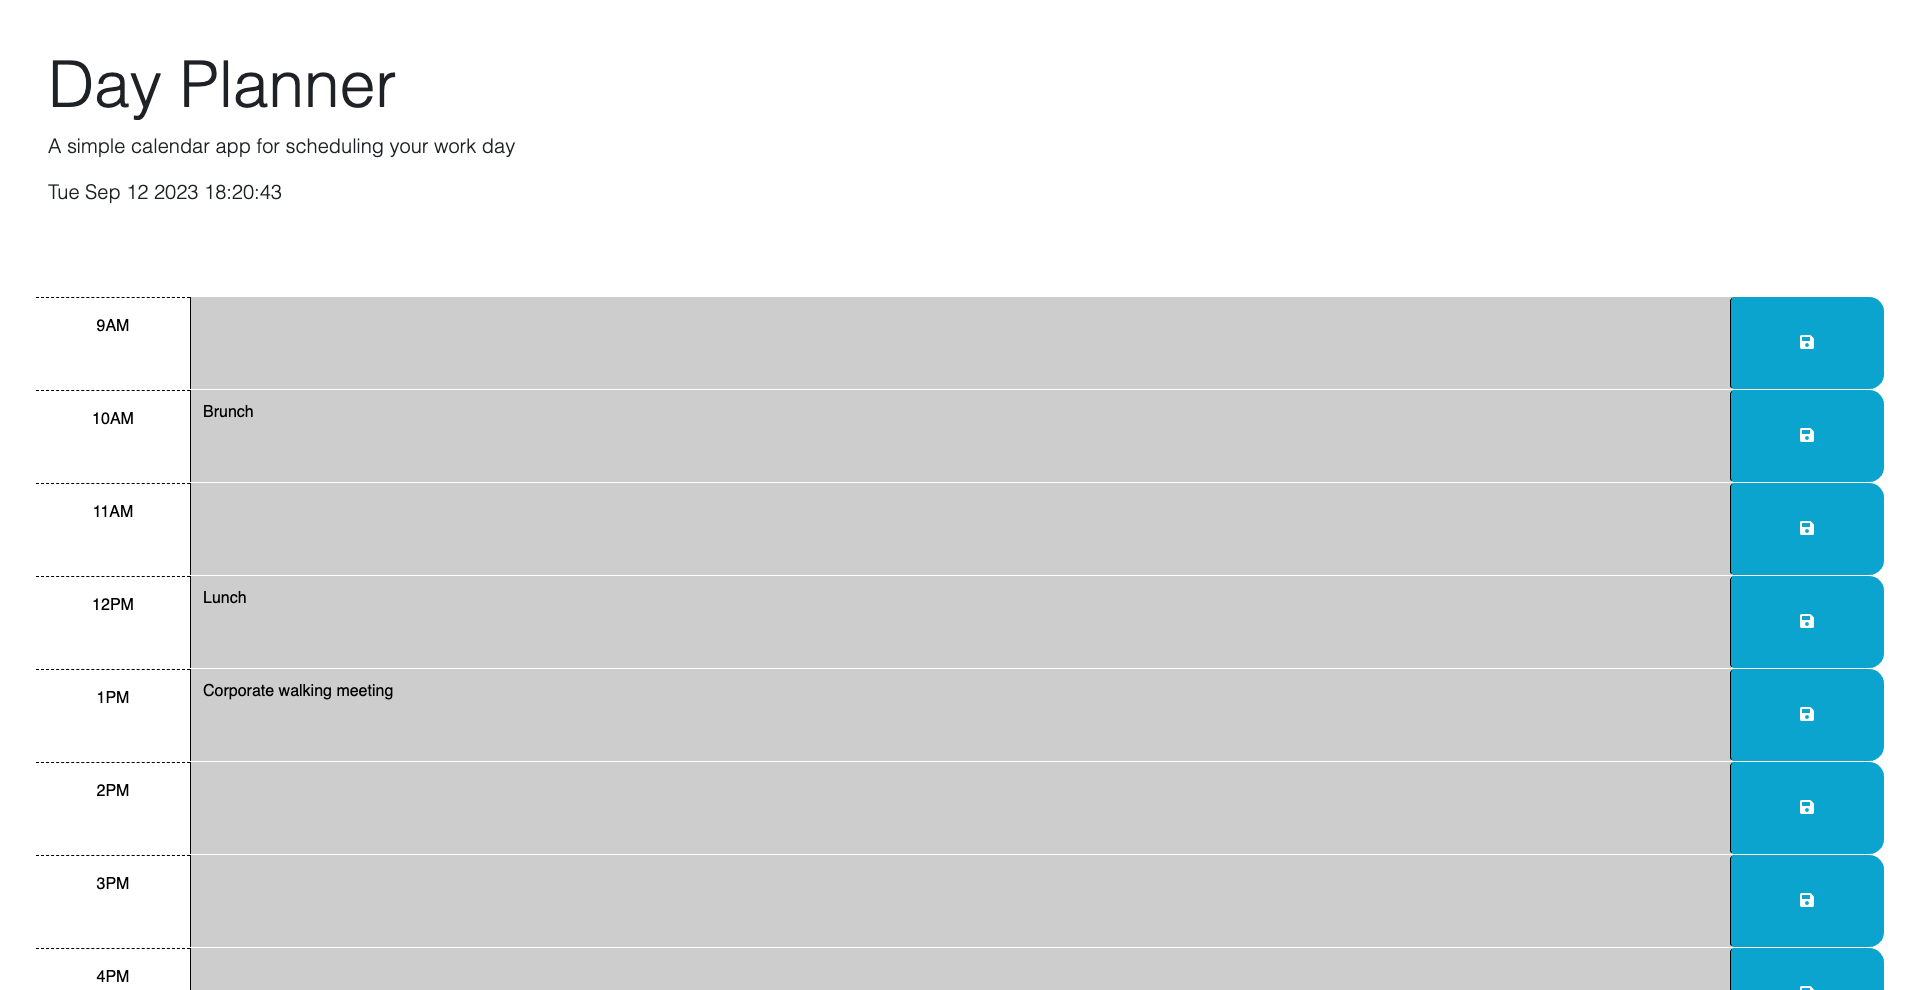 Day Planner
A simple calendar app for scheduling your work day
Tue Sep 12 2023 18:20:43
9AM
10AM
Brunch
11AM
12PM
Lunch
1PM
Corporate walking meeting
2PM
3PM
4PM